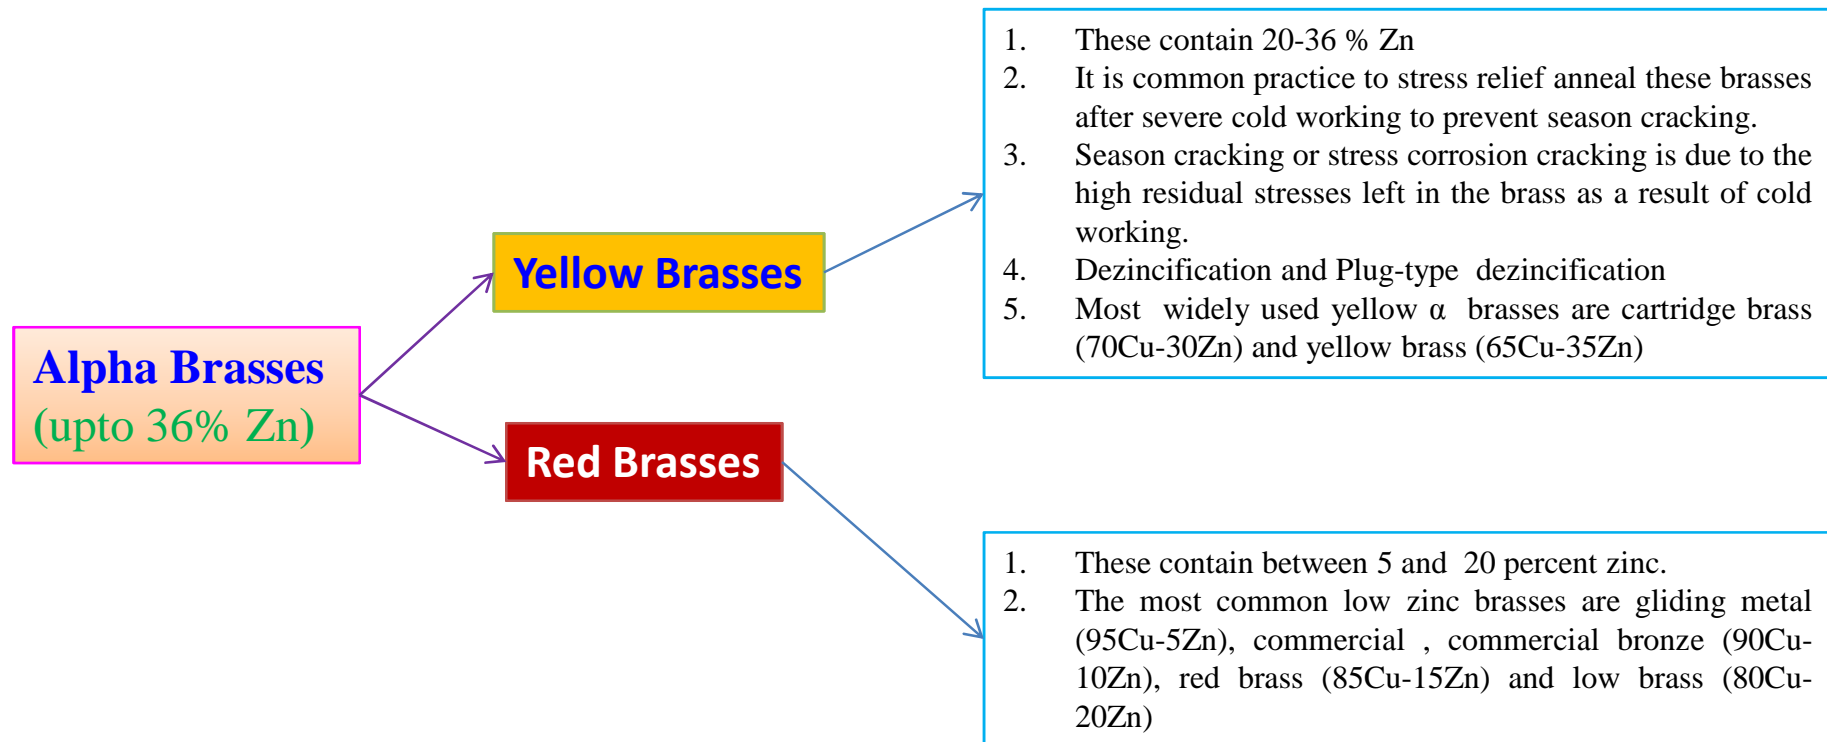 Alpha Brasses
(upto 36% Zn)
Yellow Brasses
1. These contain 20-36 % Zn
2. It is common practice to stress relief anneal these brasses
after severe cold working to prevent season cracking.
3. Season cracking or stress corrosion cracking is due to the
high residual stresses left in the brass as a result of cold
working.
4. Dezincification and Plug-type dezincification
5. Most widely used yellow α brasses are cartridge brass
(70Cu-30Zn) and yellow brass (65Cu-35Zn)
Red Brasses
1. These contain between 5 and 20 percent zinc.
2. The most common low zinc brasses are gliding metal
(95Cu-5Zn), commercial , commercial bronze (90Cu-
10Zn), red brass (85Cu-15Zn) and low brass (80Cu-
20Zn)